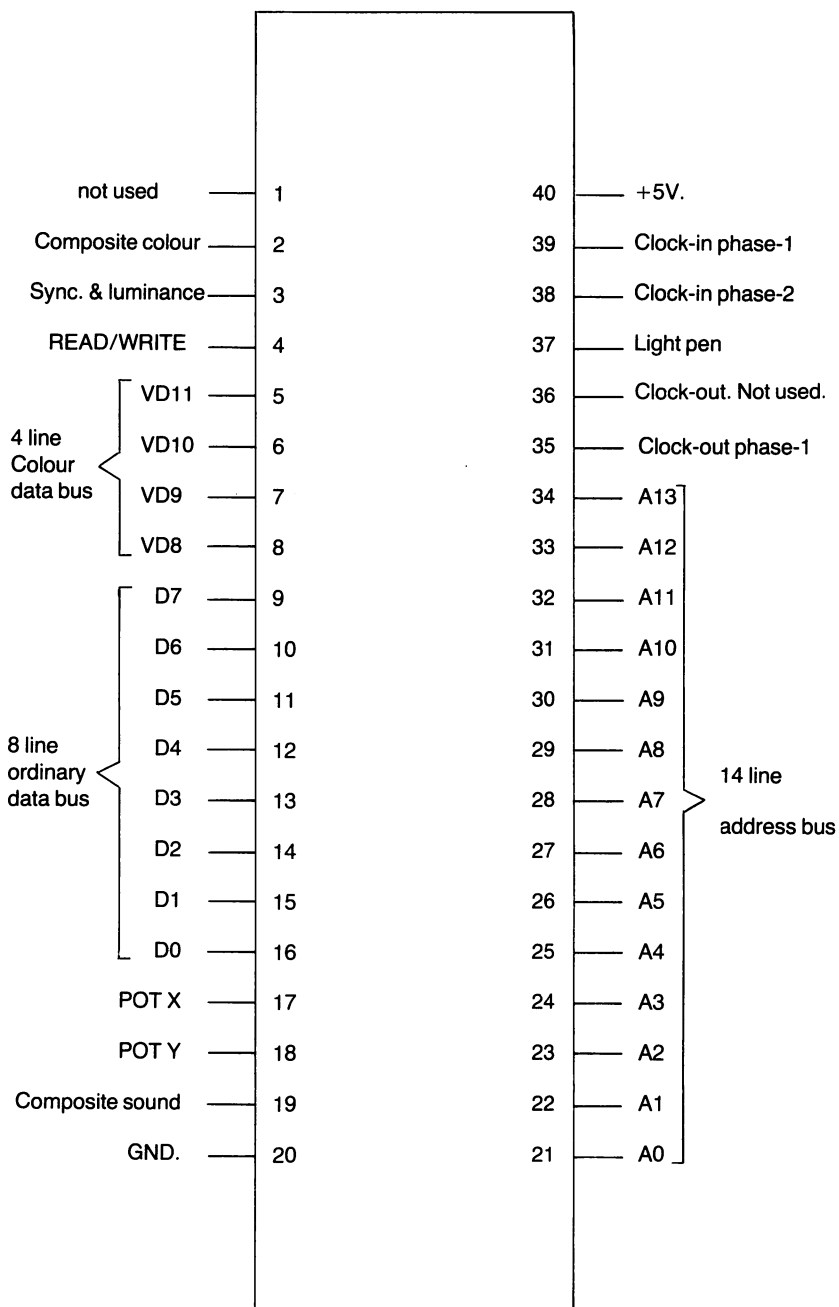 not used 1 40 +5V.
Composite colour 2 39 Clock-in phase-1
Sync. & luminance 3 38 Clock-in phase-2
READ/WRITE 4 37 Light pen
VD11 5 36 Clock-out. Not used.
4 line
Colour
data bus
VD10 6 35 Clock-out phase-1
VD9 7 34 A13
VD8 8 33 A12
D7 9 32 A11
D6 10 31 A10
D5 11 30 A9
8 line
ordinary
data bus
D4 12 29 A8
D3 13 28 A7
14 line
address bus
D2 14 27 A6
D1 15 26 A5
D0 16 25 A4
POT X 17 24 A3
POT Y 18 23 A2
Composite sound 19 22 A1
GND. 20 21 A0